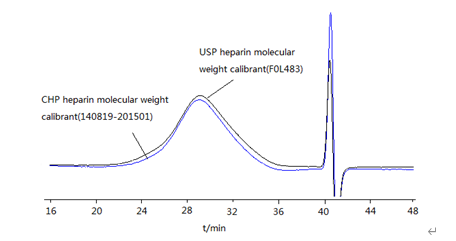 USP heparin molecular
weight calibrant(F0L483)
CHP heparin molecular weight
calibrant(140819-201501)
16 20 24 28 32 36 40 44 48
t/min